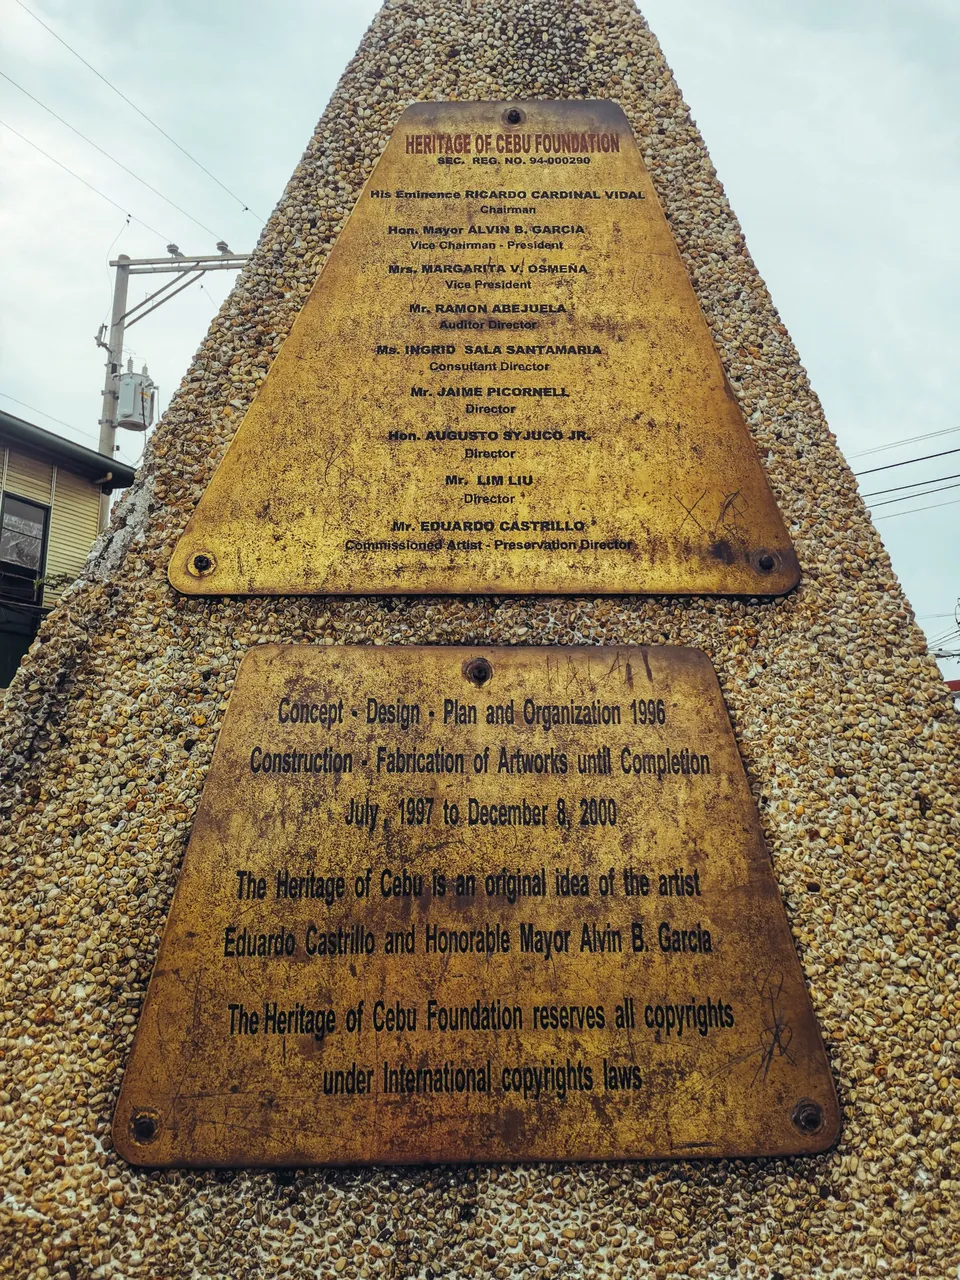 HERITAGE OF CEBU FOUNDATION
SEC. REG. NO. 94-000290
His Eminence RICARDO CARDINAL VIDAL
Chairman
Hon. Mayor ALVIN B. GARCIA
Vice Chairman - President
Mrs. MARGARITA V. OSMEÑA
Vice President
Mr. RAMON ABEJUELA
Auditor Director
Ms. INGRID SALA SANTAMARIA
Consultant Director
Mr. JAIME PICORNELL
Director
Hon. AUGUSTO SYJUCO JR.
Director
Mr. LIM LIU
Director
Mr. EDUARDO CASTRILLO
Commissioned Artist - Preservation Director
Concept - Design - Plan and Organization 1996
Construction - Fabrication of Artworks until Completion
July, 1997 to December 8, 2000
The Heritage of Cebu is an original idea of the artist
Eduardo Castrillo and Honorable Mayor Alvin B. Garcia
The Heritage of Cebu Foundation reserves all copyrights
under International copyrights laws